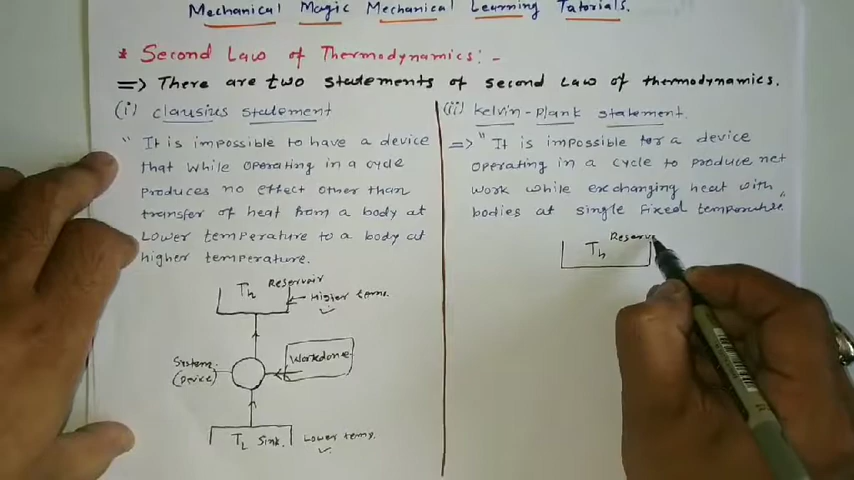 Mechanical Magic Mechanical Learning Tutorials.
* Second Law of Thermodynamics:-
=> There are two statements of second Law of thermodynamics.
(i) clausius statement
" It is impossible to have a device
that while operating in a cycle
produces no effect other than
transfer of heat from a body at
Lower temperature to a body at
higher temperature.
Th Reservoir
Higher temp.
System
(Device)
Workdone
TL Sink.
Lower temp.
(ii) kelvin-plank statement.
=> " It is impossible for a device
operating in a cycle to produce net
work while exchanging heat with
bodies at single fixed temperature. "
Th Reserv